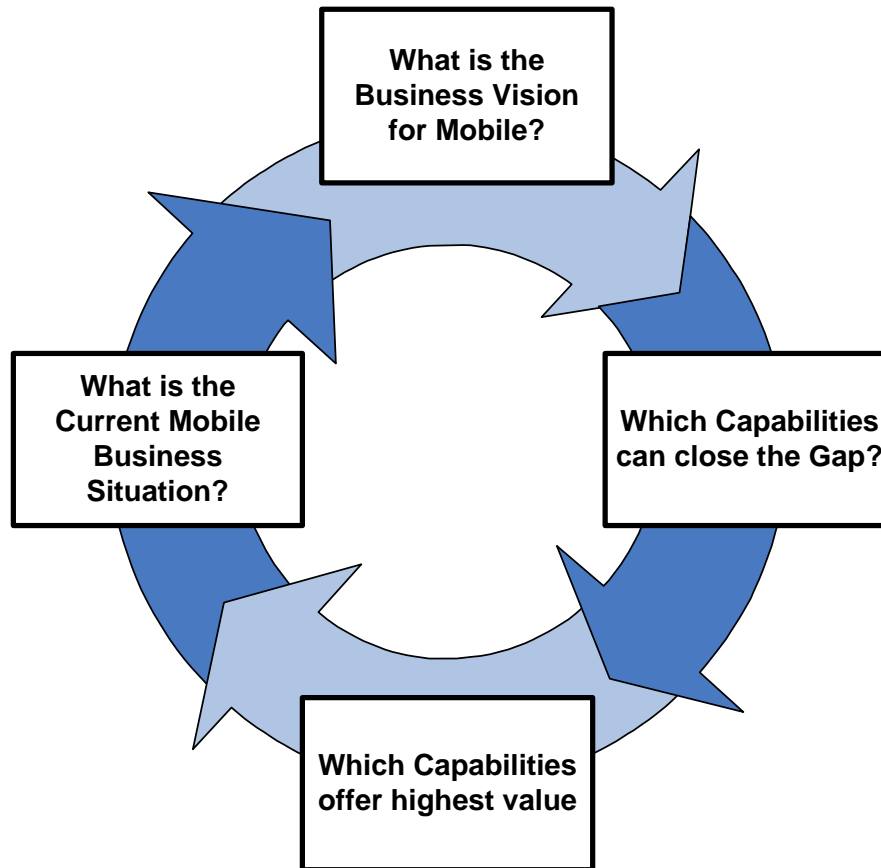 What is the
Business Vision
for Mobile?
What is the
Current Mobile
Business
Situation?
Which Capabilities
can close the Gap?
Which Capabilities
offer highest value